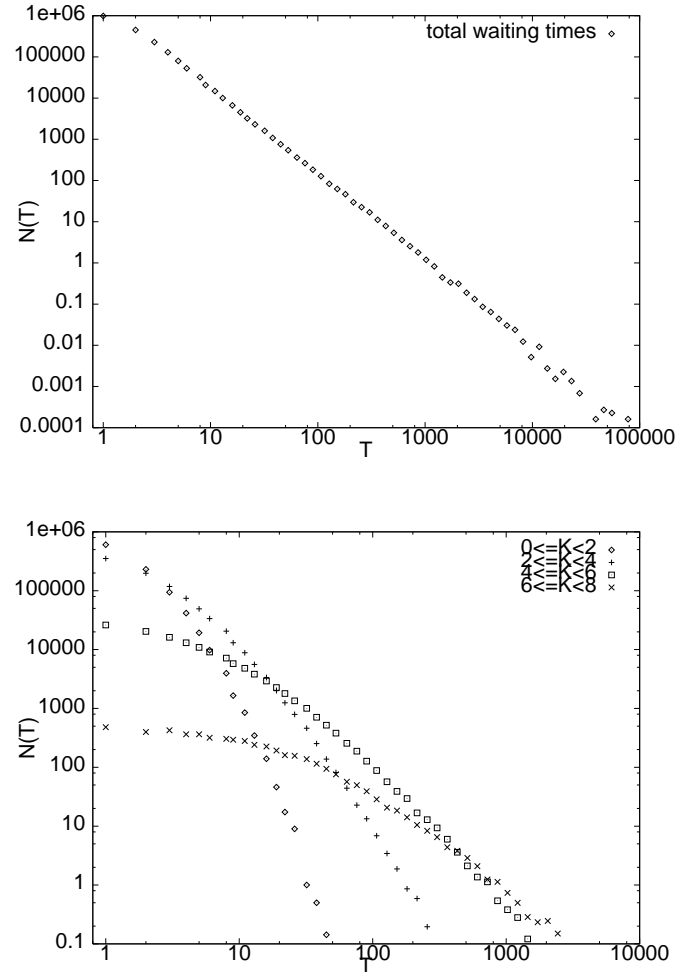 1e+06
total waiting times
100000
10000
1000
100
10
1
0.1
0.01
0.001
0.0001
N(T)
1 10 100 1000 10000 100000
T
1e+06
0<=K<2
2<=K<4
4<=K<6
6<=K<8
100000
10000
1000
100
10
1
0.1
N(T)
1 10 100 1000 10000
T